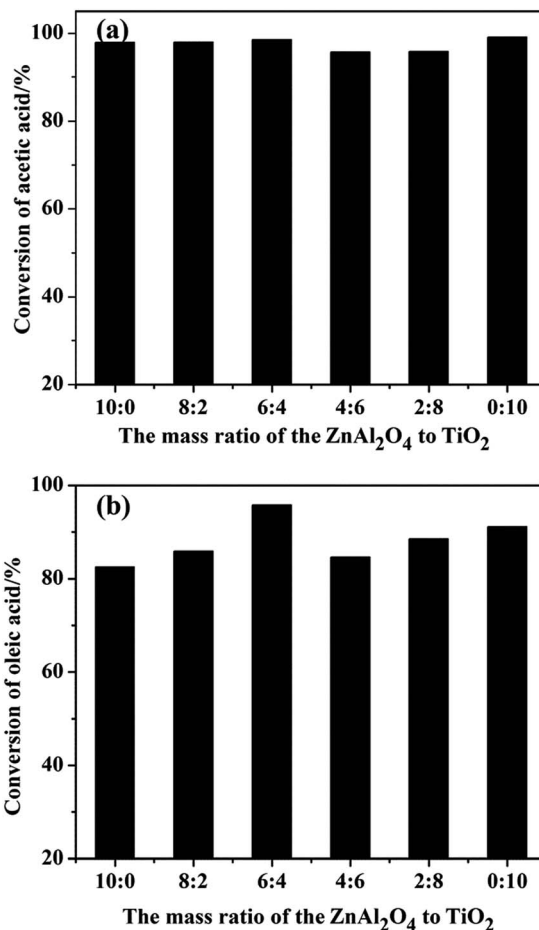 (a)
Conversion of acetic acid/%
100
80
60
40
20
10:0 8:2 6:4 4:6 2:8 0:10
The mass ratio of the ZnAl₂O₄ to TiO₂
(b)
Conversion of oleic acid/%
100
80
60
40
20
10:0 8:2 6:4 4:6 2:8 0:10
The mass ratio of the ZnAl₂O₄ to TiO₂